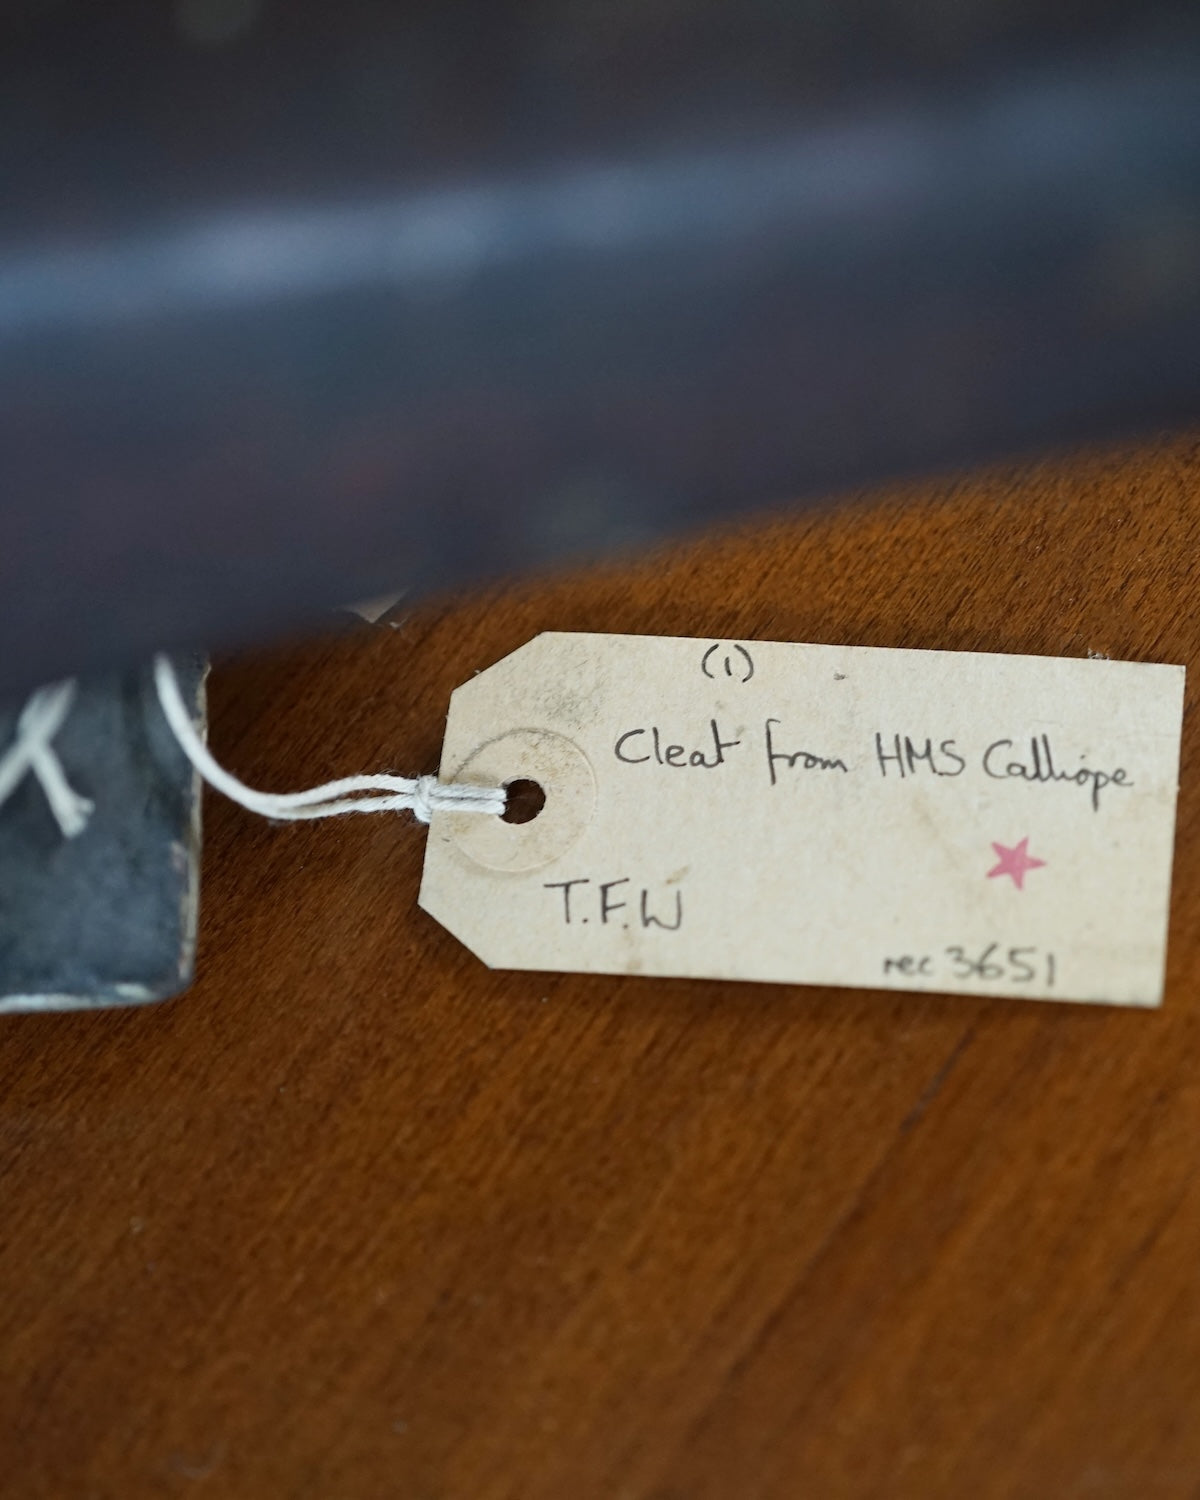 (1)
Cleat from HMS Calliope
T.F.W
rec 3651